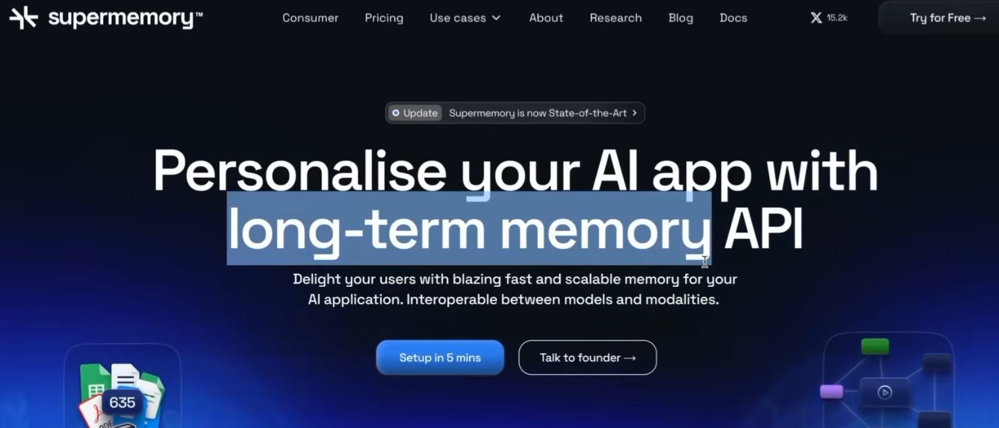 supermemory™
Consumer
Pricing
Use cases
About
Research
Blog
Docs
15.2k
Try for Free →
Update
Supermemory is now State-of-the-Art >
Personalise your AI app with
long-term memory API
Delight your users with blazing fast and scalable memory for your
AI application. Interoperable between models and modalities.
Setup in 5 mins
Talk to founder →
635
PDF